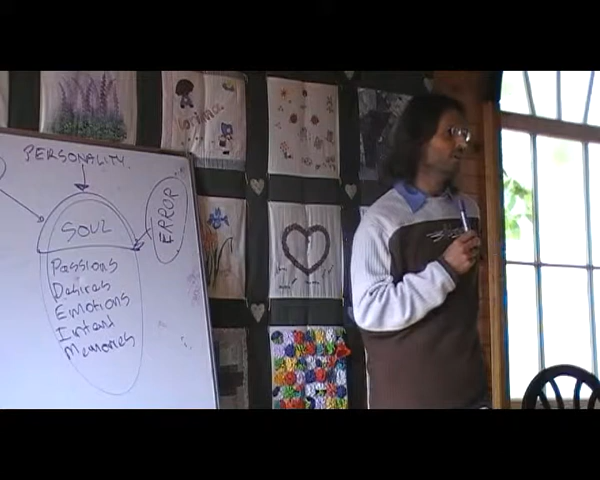 PERSONALITY
SOUL
ERROR
Passions
Desires
Emotions
Intent
Memories